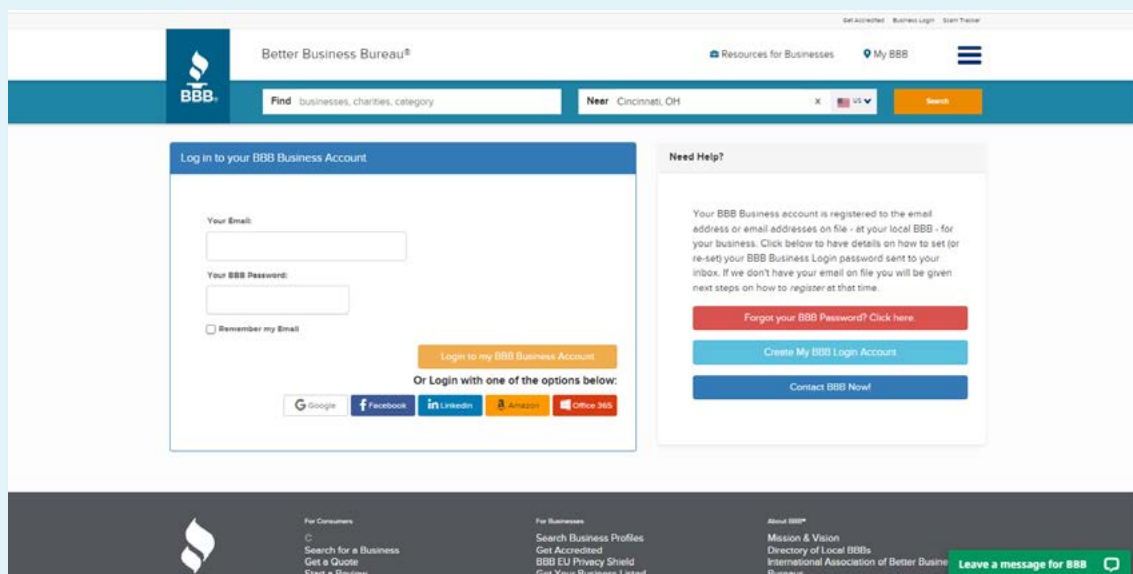 Get Accredited Business Login Scam Tracker
BBB®
Better Business Bureau®
Resources for Businesses
My BBB
Find businesses, charities, category
Near Cincinnati, OH X US
Search
Log in to your BBB Business Account
Your Email:
Your BBB Password:
Remember my Email
Login to my BBB Business Account
Or Login with one of the options below:
Google Facebook LinkedIn Amazon Office 365
Need Help?
Your BBB Business account is registered to the email
address or email addresses on file - at your local BBB - for
your business. Click below to have details on how to set (or
re-set) your BBB Business Login password sent to your
inbox. If we don't have your email on file you will be given
next steps on how to register at that time.
Forgot your BBB Password? Click here.
Create My BBB Login Account
Contact BBB Now!
For Consumers
C
Search for a Business
Get a Quote
Start a Review
For Businesses
Search Business Profiles
Get Accredited
BBB EU Privacy Shield
Get Your Business Listed
About BBB®
Mission & Vision
Directory of Local BBBs
International Association of Better Busine
Bureaus
Leave a message for BBB